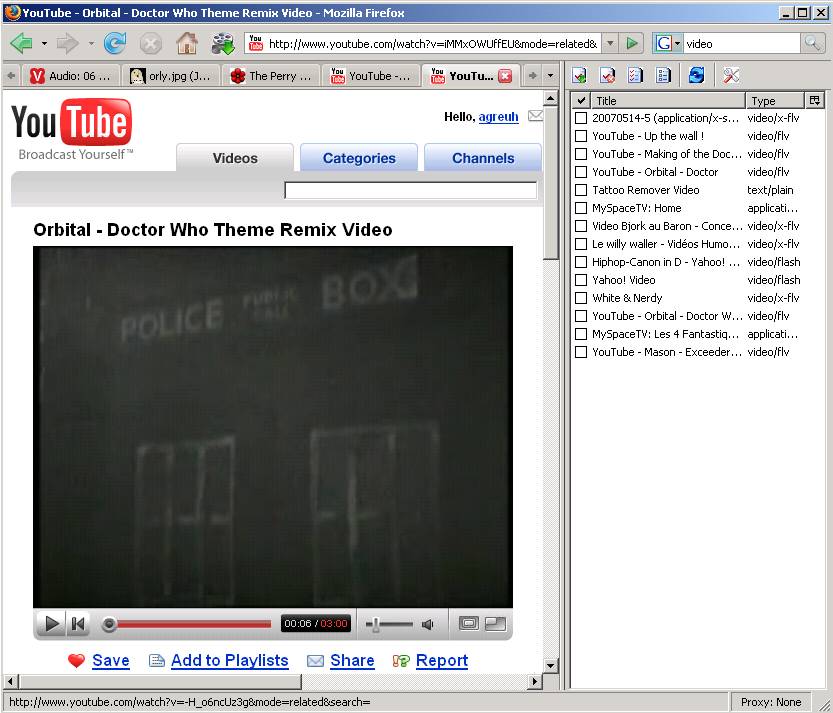 YouTube - Orbital - Doctor Who Theme Remix Video - Mozilla Firefox
http://www.youtube.com/watch?v=iMMxOWUffEU&mode=related&
G
video
Audio: 06 ...
orly.jpg (J...
The Perry ...
YouTube -...
YouTu...
YouTube
Broadcast Yourself™
Hello, agreuh
Videos
Categories
Channels
Orbital - Doctor Who Theme Remix Video
POLICE PUBLIC CALL BOX
00:06 / 03:00
Save
Add to Playlists
Share
Report
Title Type
20070514-5 (application/x-s... video/x-flv
YouTube - Up the wall ! video/flv
YouTube - Making of the Doc... video/flv
YouTube - Orbital - Doctor video/flv
Tattoo Remover Video text/plain
MySpaceTV: Home applicati...
Video Bjork au Baron - Conce... video/x-flv
Le willy waller - Vidéos Humo... video/x-flv
Hiphop-Canon in D - Yahoo! ... video/flash
Yahoo! Video video/flash
White & Nerdy video/x-flv
YouTube - Orbital - Doctor W... video/flv
MySpaceTV: Les 4 Fantastiq... applicati...
YouTube - Mason - Exceeder... video/flv
http://www.youtube.com/watch?v=-H_o6ncUz3g&mode=related&search=
Proxy: None